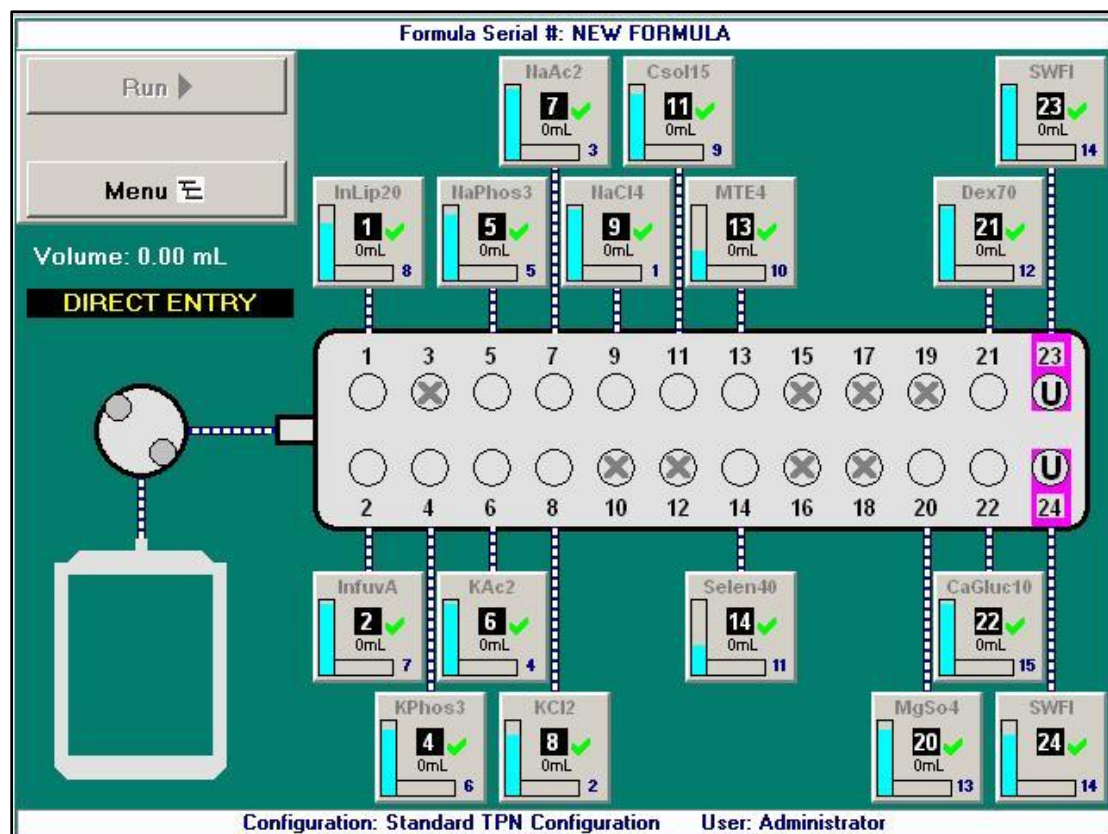 Formula Serial #: NEW FORMULA
Run
Menu
Volume: 0.00 mL
DIRECT ENTRY
NaAc2
7
0mL
3
Csol15
11
0mL
9
SWFI
23
0mL
14
InLip20
1
0mL
8
NaPhos3
5
0mL
5
NaCl4
9
0mL
1
MTE4
13
0mL
10
Dex70
21
0mL
12
1 3 5 7 9 11 13 15 17 19 21 23
U
U
2 4 6 8 10 12 14 16 18 20 22 24
InfuvA
2
0mL
7
KAc2
6
0mL
4
Selen40
14
0mL
11
CaGluc10
22
0mL
15
KPhos3
4
0mL
6
KCl2
8
0mL
2
MgSo4
20
0mL
13
SWFI
24
0mL
14
Configuration: Standard TPN Configuration User: Administrator